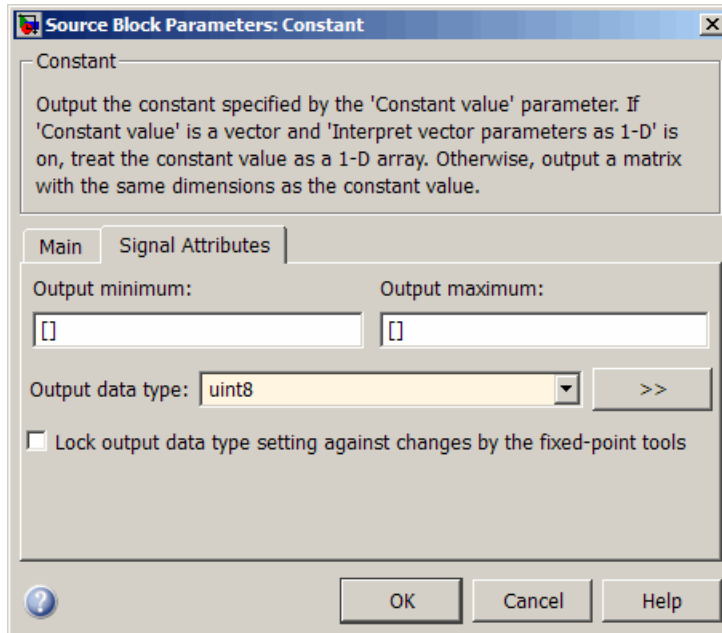 Source Block Parameters: Constant
Constant
Output the constant specified by the 'Constant value' parameter. If
'Constant value' is a vector and 'Interpret vector parameters as 1-D' is
on, treat the constant value as a 1-D array. Otherwise, output a matrix
with the same dimensions as the constant value.
Main Signal Attributes
Output minimum: Output maximum:
[] []
Output data type: uint8 >>
Lock output data type setting against changes by the fixed-point tools
? OK Cancel Help